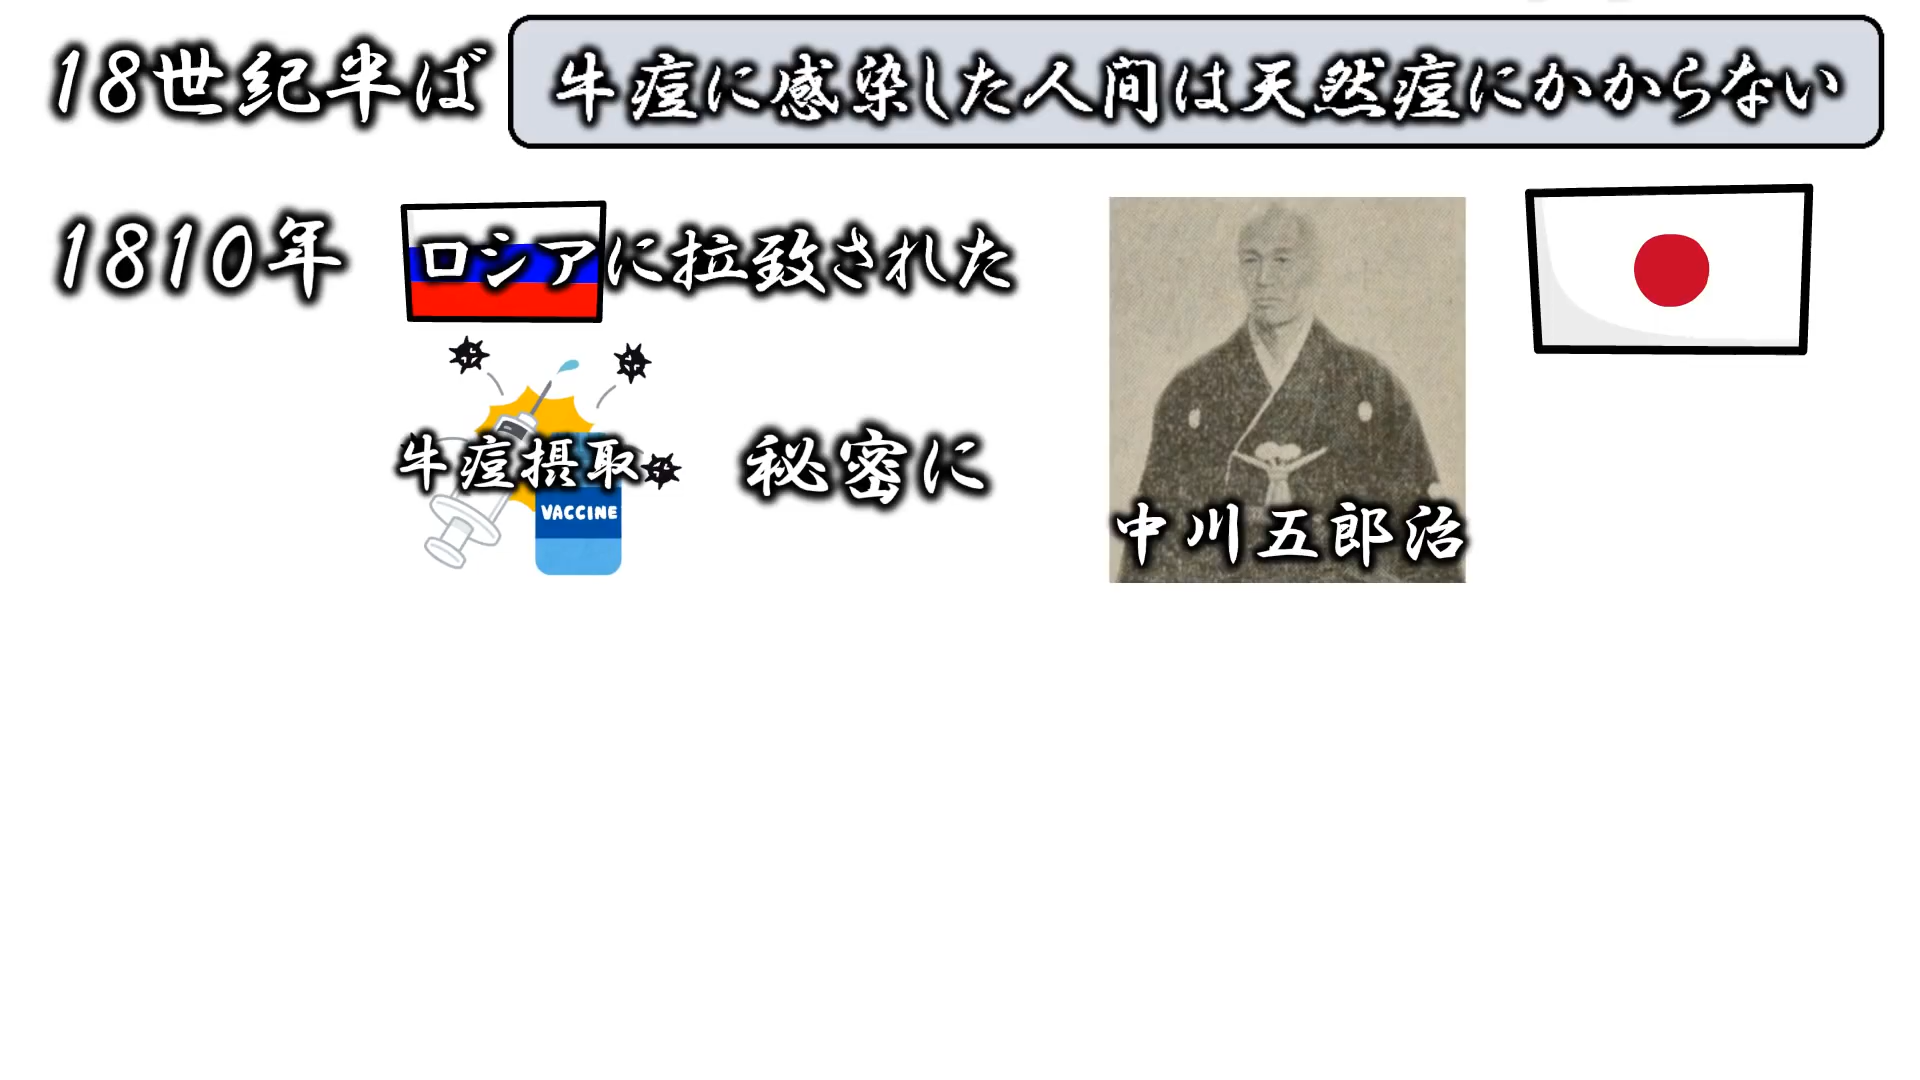 18世紀半ば 牛痘に感染した人間は天然痘にかからない
1810年 ロシアに拉致された
牛痘摂取 秘密に
VACCINE
中川五郎治